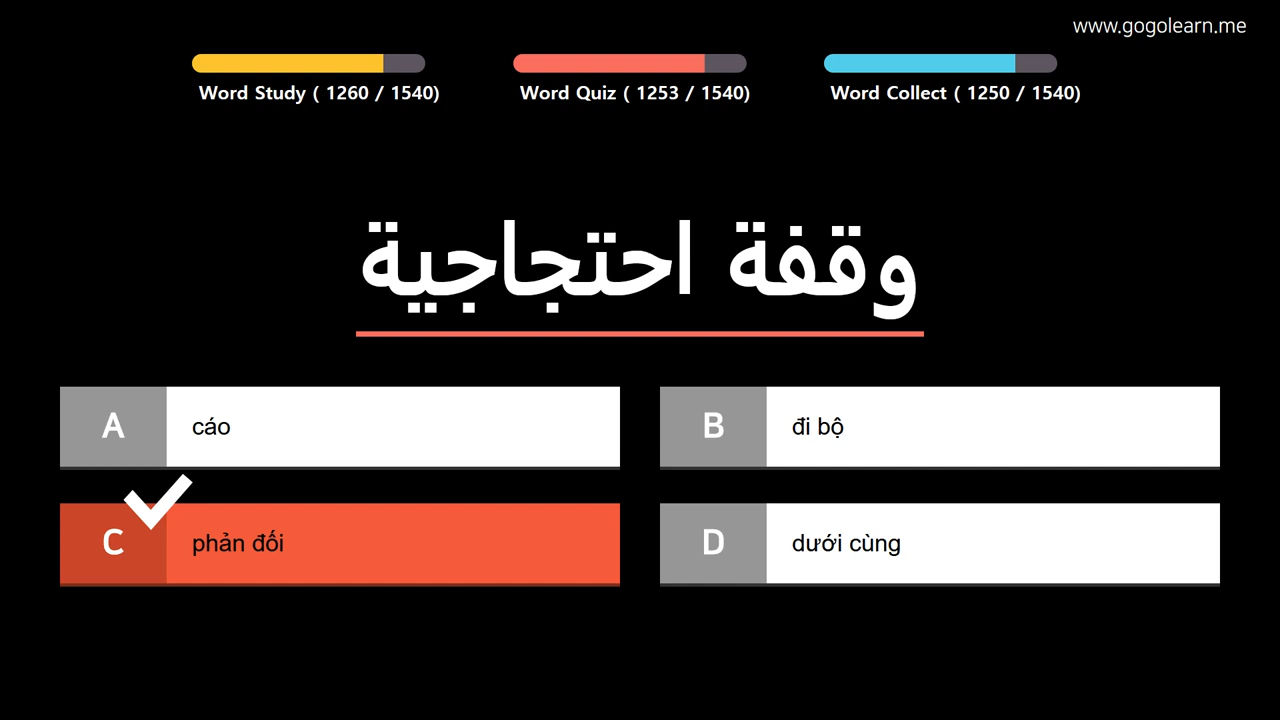 www.gogolearn.me
Word Study ( 1260 / 1540)
Word Quiz ( 1253 / 1540)
Word Collect ( 1250 / 1540)
وقفة احتجاجية
A cáo
B đi bộ
C phản đối
D dưới cùng